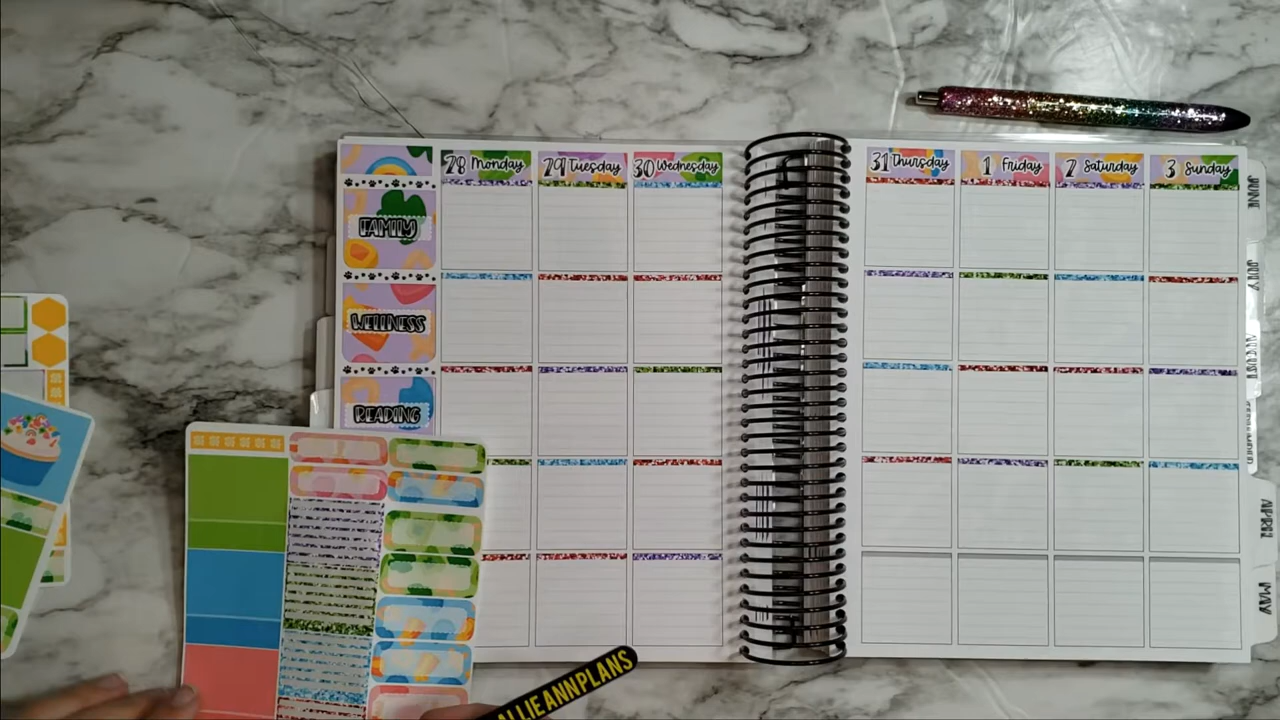 28 Monday
29 Tuesday
30 Wednesday
31 Thursday
1 Friday
2 Saturday
3 Sunday
FAMILY
WELLNESS
READING
JUNE
JULY
AUGUST
APRIL
MAY
ALLIEANNPLANS